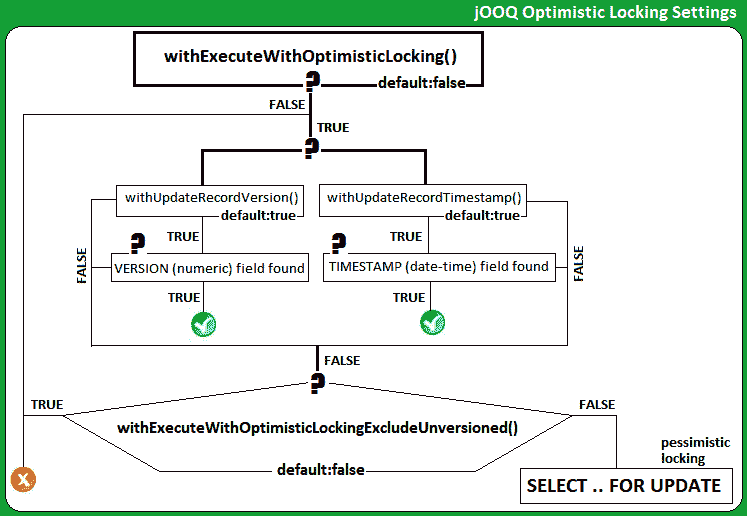 jOOQ Optimistic Locking Settings
withExecuteWithOptimisticLocking()
?
default:false
FALSE
TRUE
?
withUpdateRecordVersion()
default:true
withUpdateRecordTimestamp()
default:true
TRUE
TRUE
?
?
FALSE
VERSION (numeric) field found
TIMESTAMP (date-time) field found
FALSE
TRUE
TRUE
FALSE
?
TRUE
FALSE
withExecuteWithOptimisticLockingExcludeUnversioned()
default:false
pessimistic
locking
X
SELECT .. FOR UPDATE